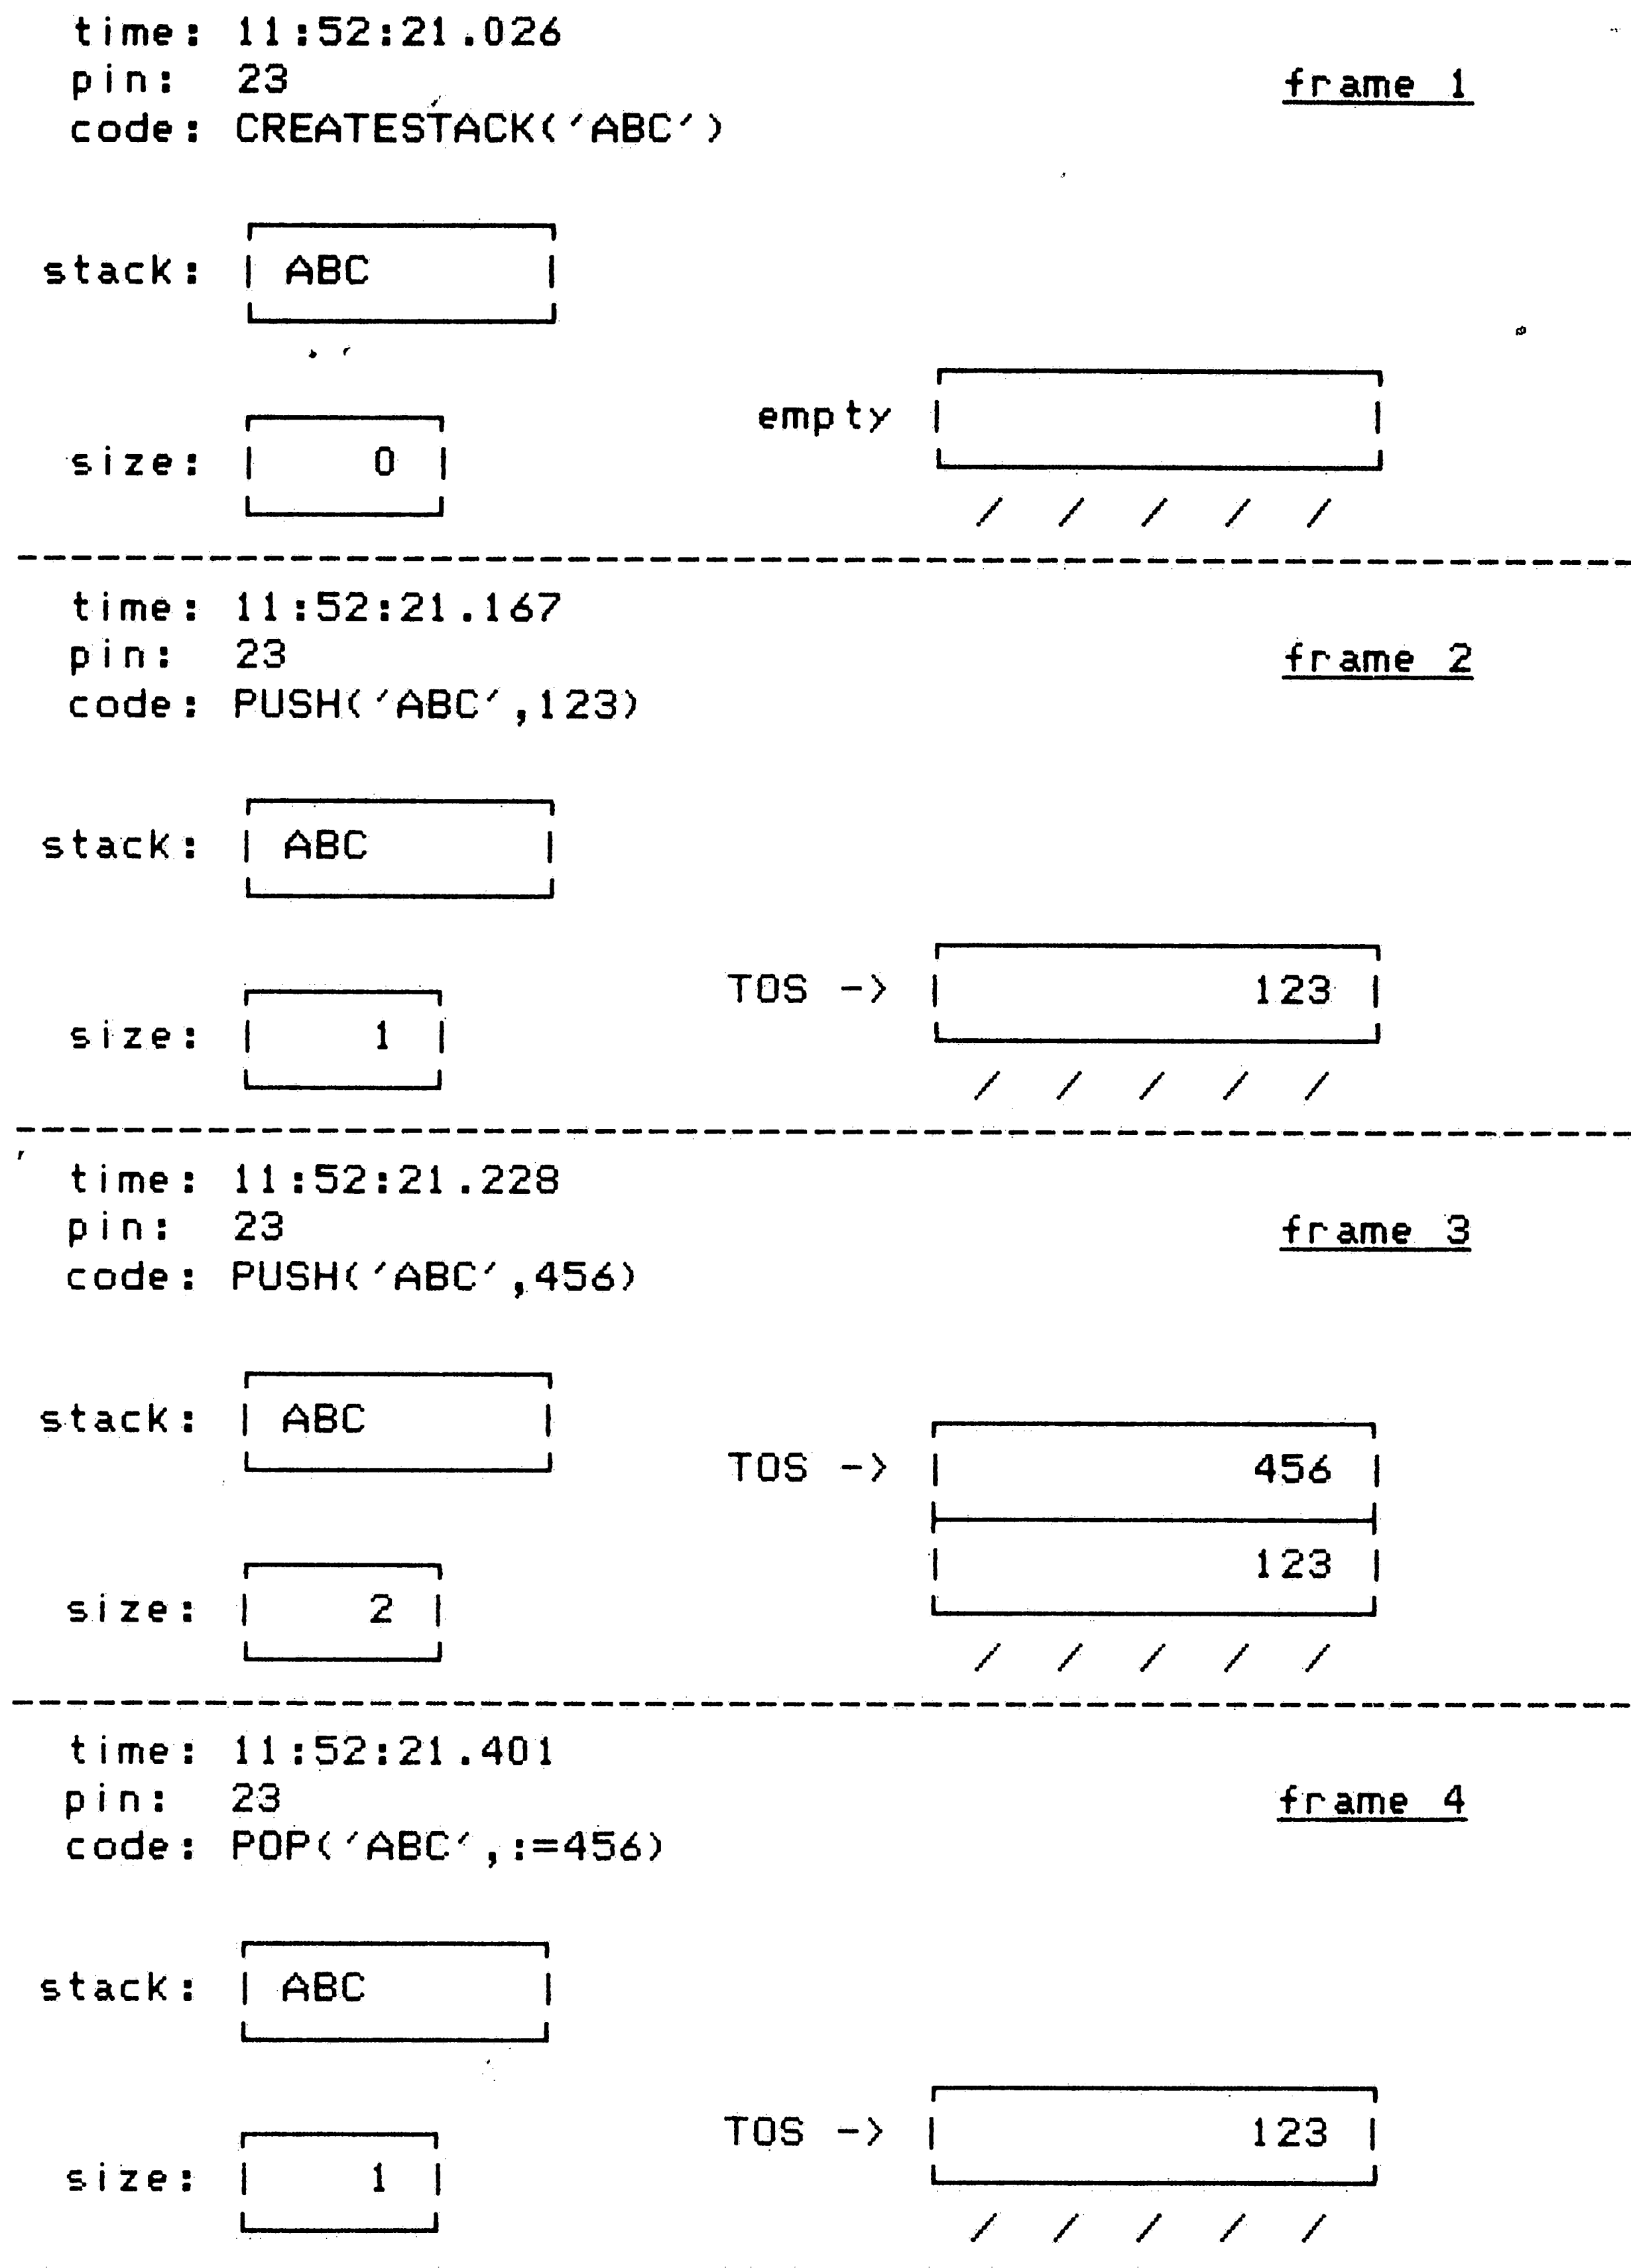 time: 11:52:21.026
pin: 23
frame 1
code: CREATESTACK('ABC')
stack: ABC
empty
size: 0
/ / / / /
time: 11:52:21.167
pin: 23
frame 2
code: PUSH('ABC',123)
stack: ABC
TOS -> 123
size: 1
/ / / / /
time: 11:52:21.228
pin: 23
frame 3
code: PUSH('ABC',456)
stack: ABC
TOS -> 456
123
size: 2
/ / / / /
time: 11:52:21.401
pin: 23
frame 4
code: POP('ABC',:=456)
stack: ABC
TOS -> 123
size: 1
/ / / / /